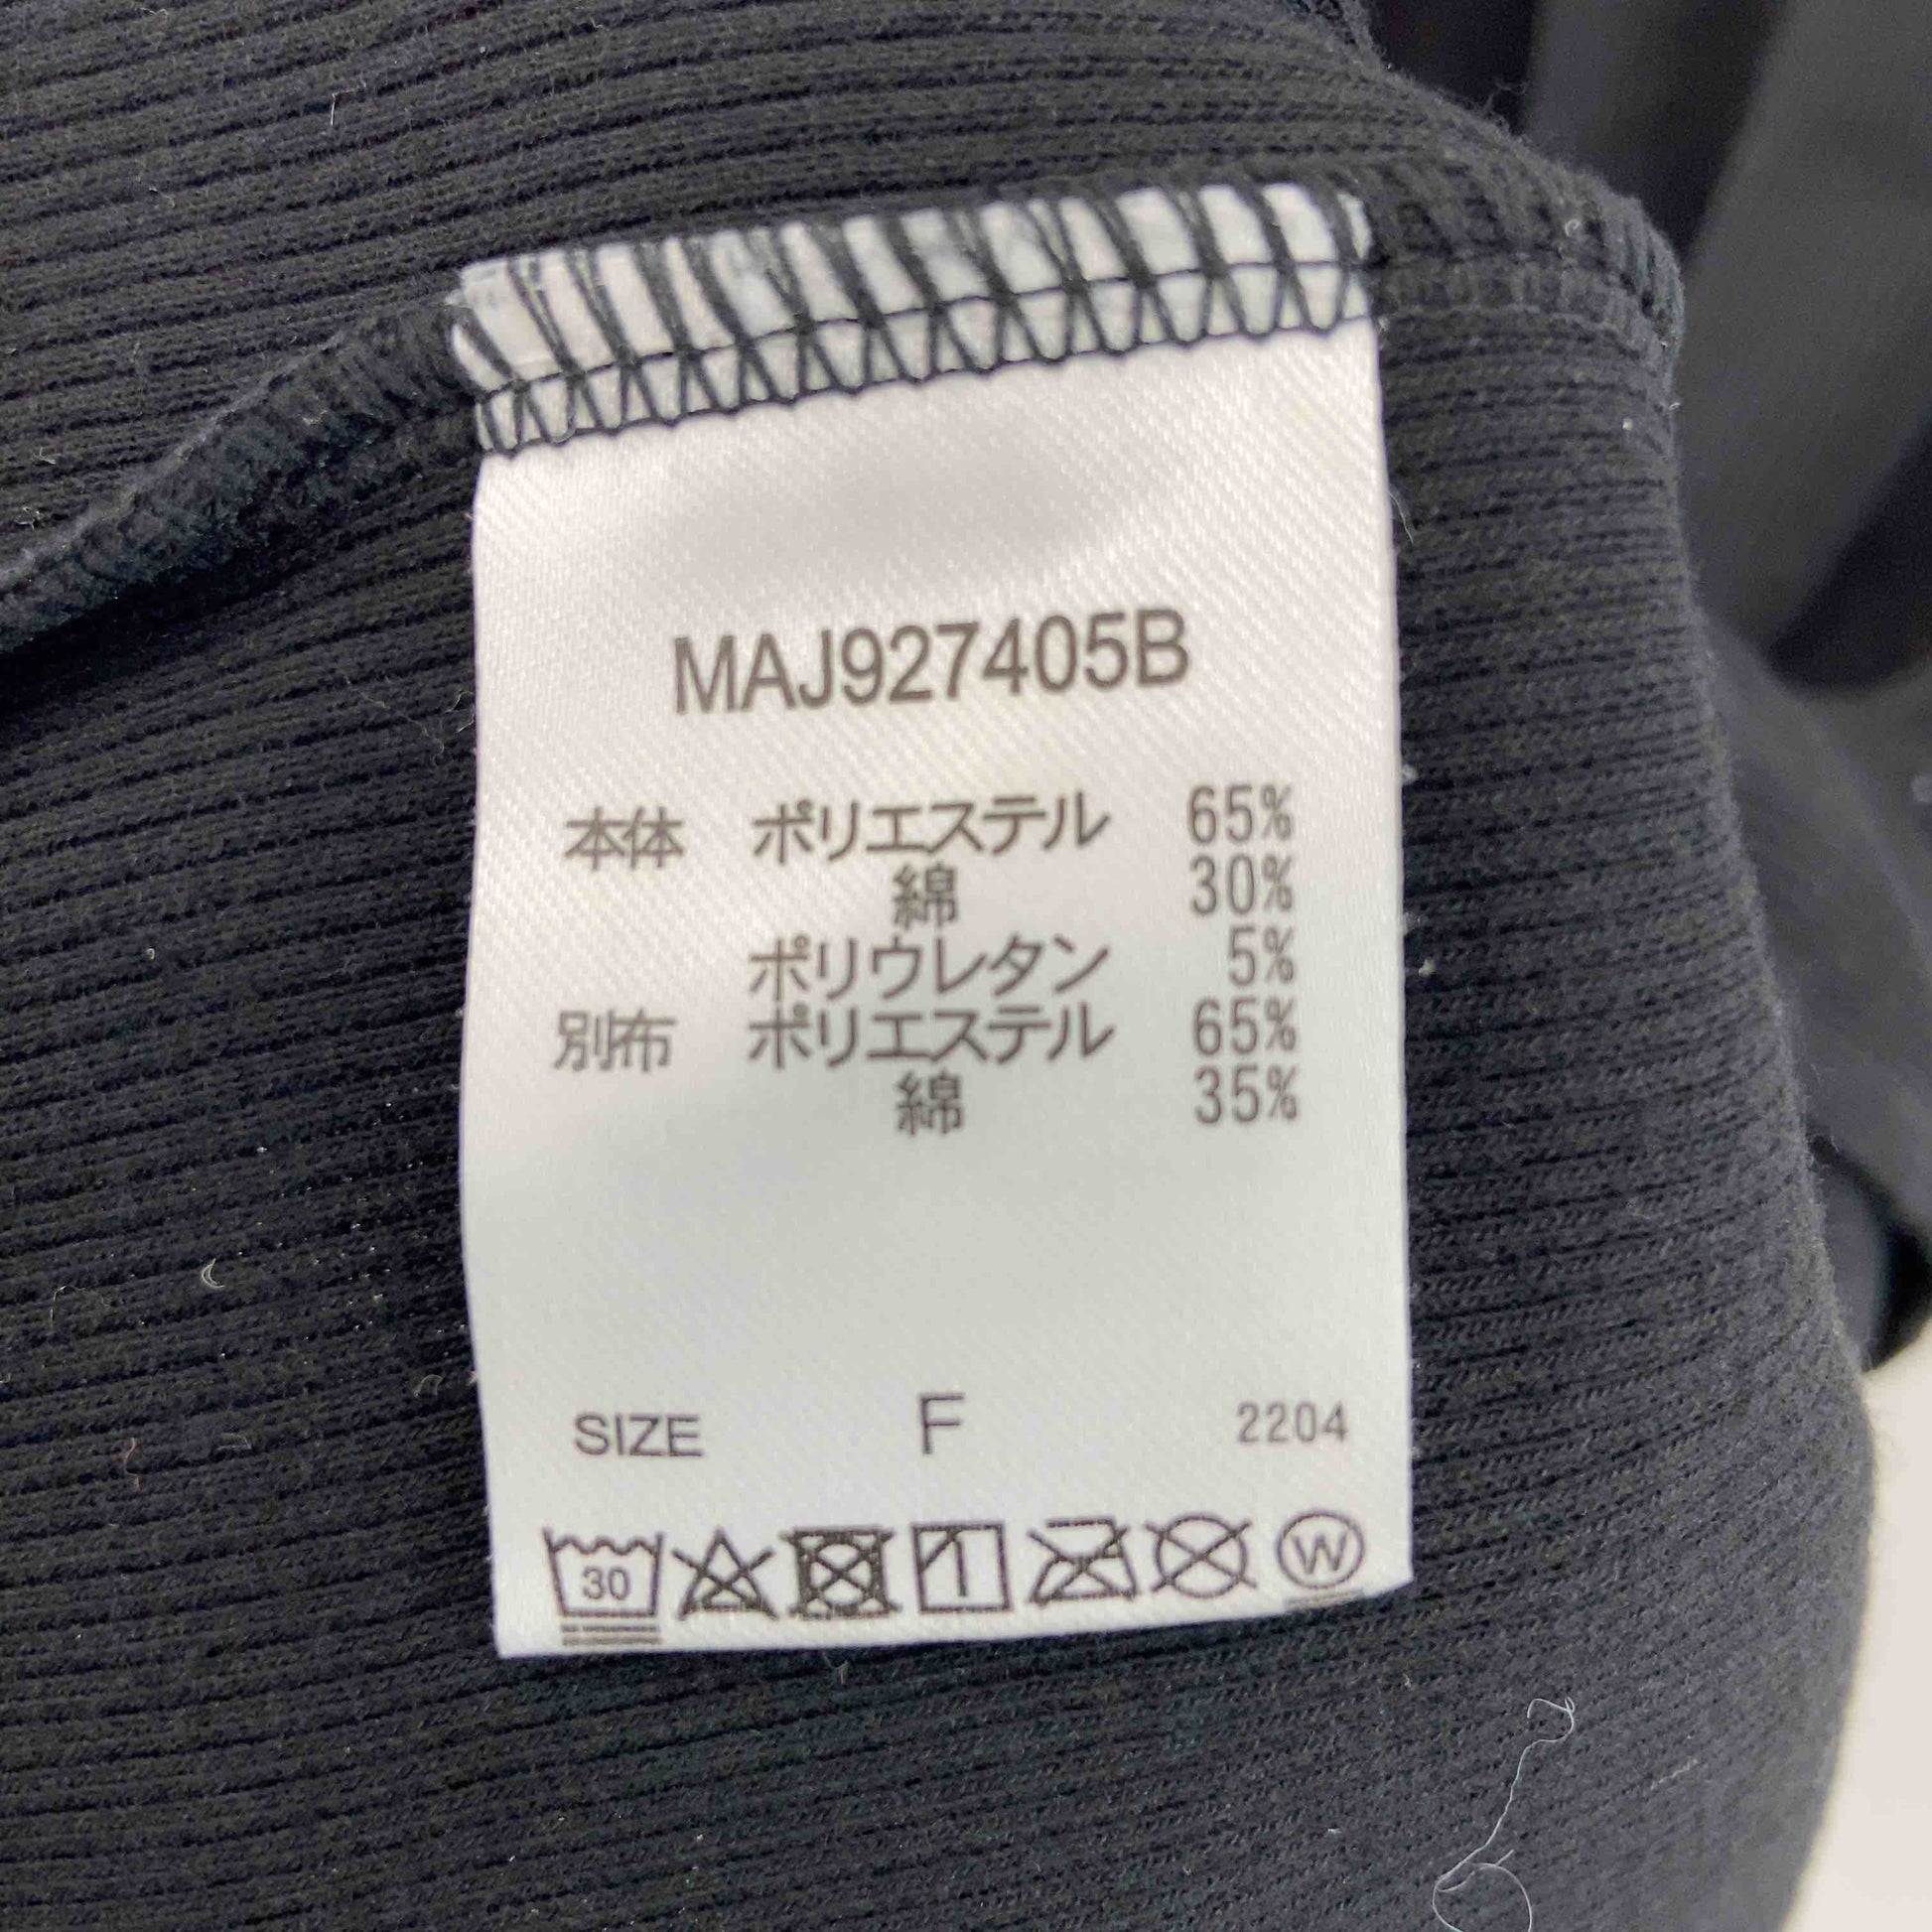 MAJ927405B
本体 ポリエステル 65%
綿 30%
ポリウレタン 5%
別布 ポリエステル 65%
綿 35%
SIZE F 2204
30 W